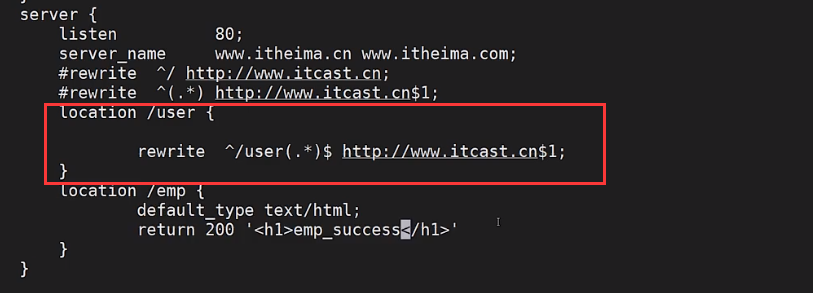 server {
listen 80;
server_name www.itheima.cn www.itheima.com;
#rewrite ^/ http://www.itcast.cn;
#rewrite ^(.*) http://www.itcast.cn$1;
location /user {
rewrite ^/user(.*)$ http://www.itcast.cn$1;
}
location /emp {
default_type text/html;
return 200 '<h1>emp_success</h1>'
}
}